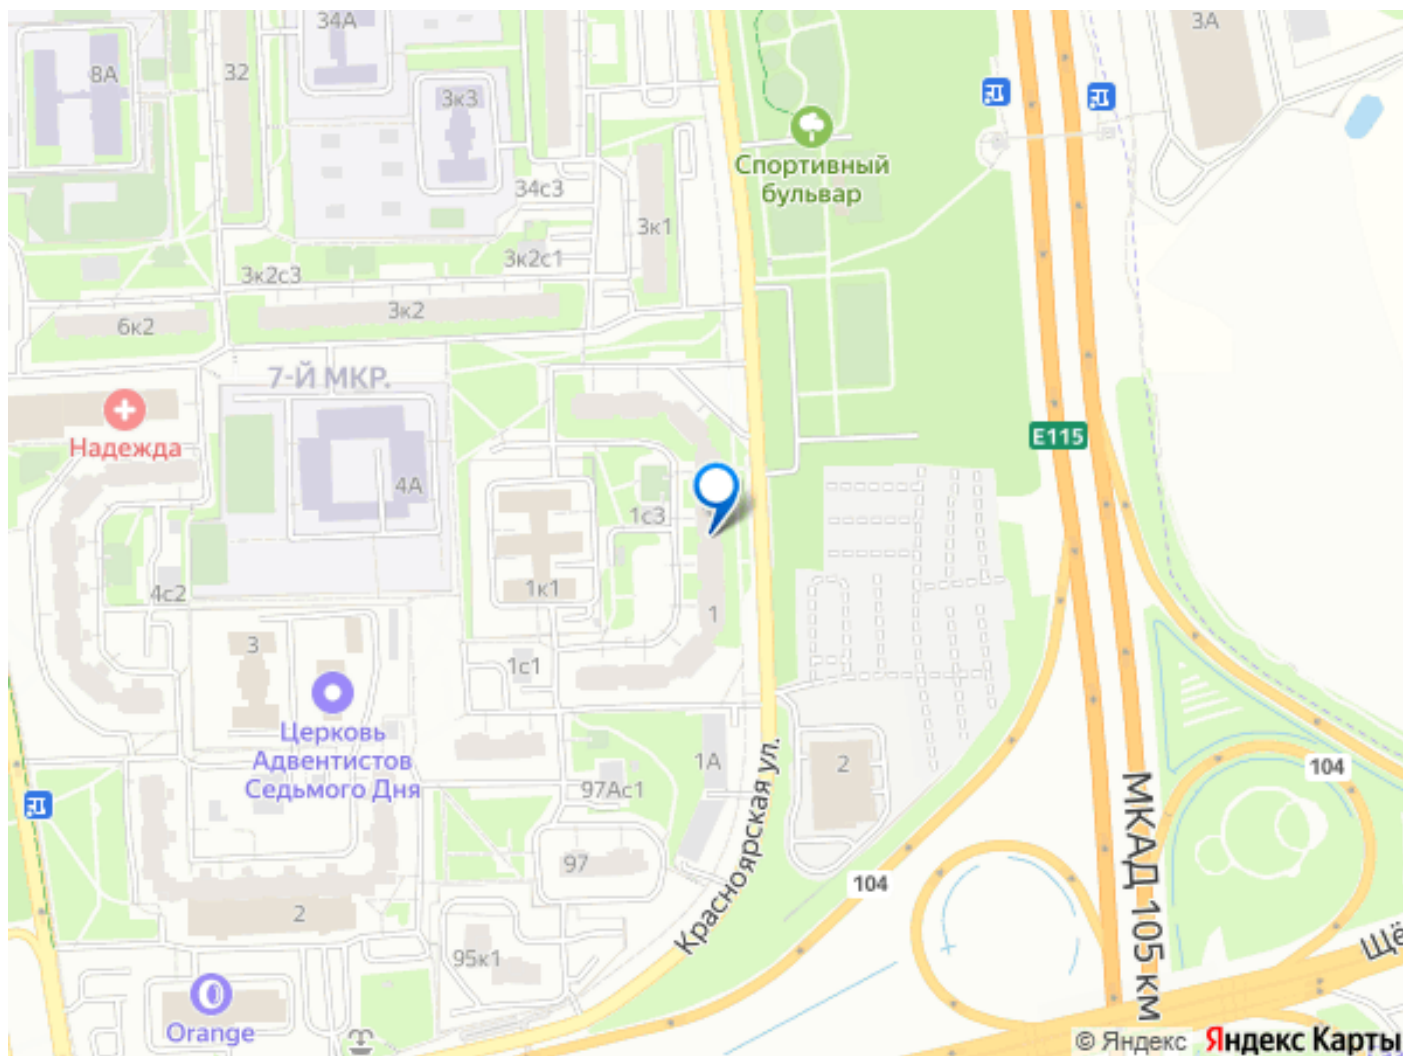 34А
3А
8А
32
3к3
Спортивный
бульвар
34с3
3к1
3к2с1
3к2с3
3к2
6к2
7-Й МКР.
Надежда
Е115
4А
1с3
1к1
4с2
1
3
1с1
Церковь
Адвентистов
Седьмого Дня
1А
2
104
97Ас1
Красноярская ул.
МКАД 105 км
97
104
2
95к1
Щё
Orange
© Яндекс Яндекс Карты